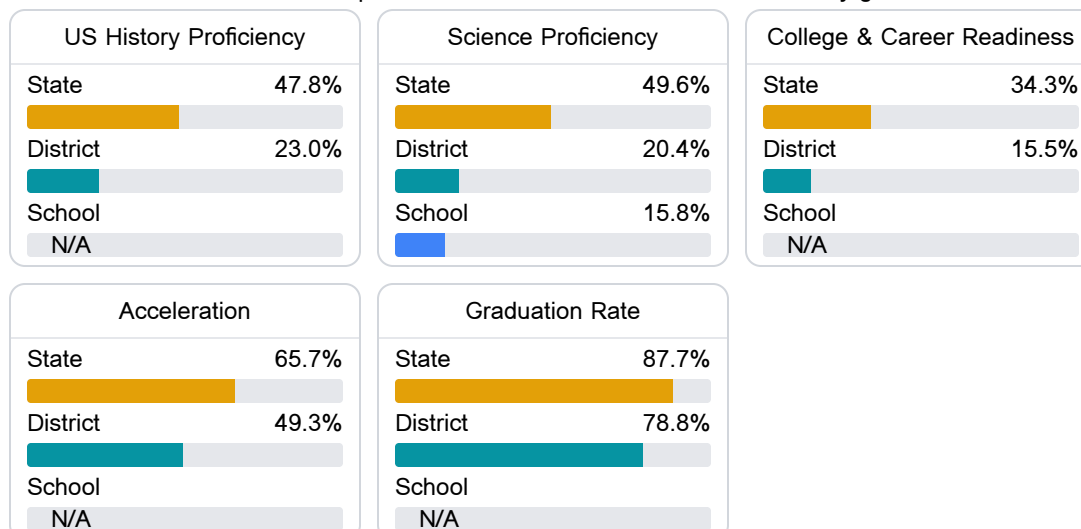 US History Proficiency
State 47.8%
District 23.0%
School
N/A
Science Proficiency
State 49.6%
District 20.4%
School 15.8%
College & Career Readiness
State 34.3%
District 15.5%
School
N/A
Acceleration
State 65.7%
District 49.3%
School
N/A
Graduation Rate
State 87.7%
District 78.8%
School
N/A